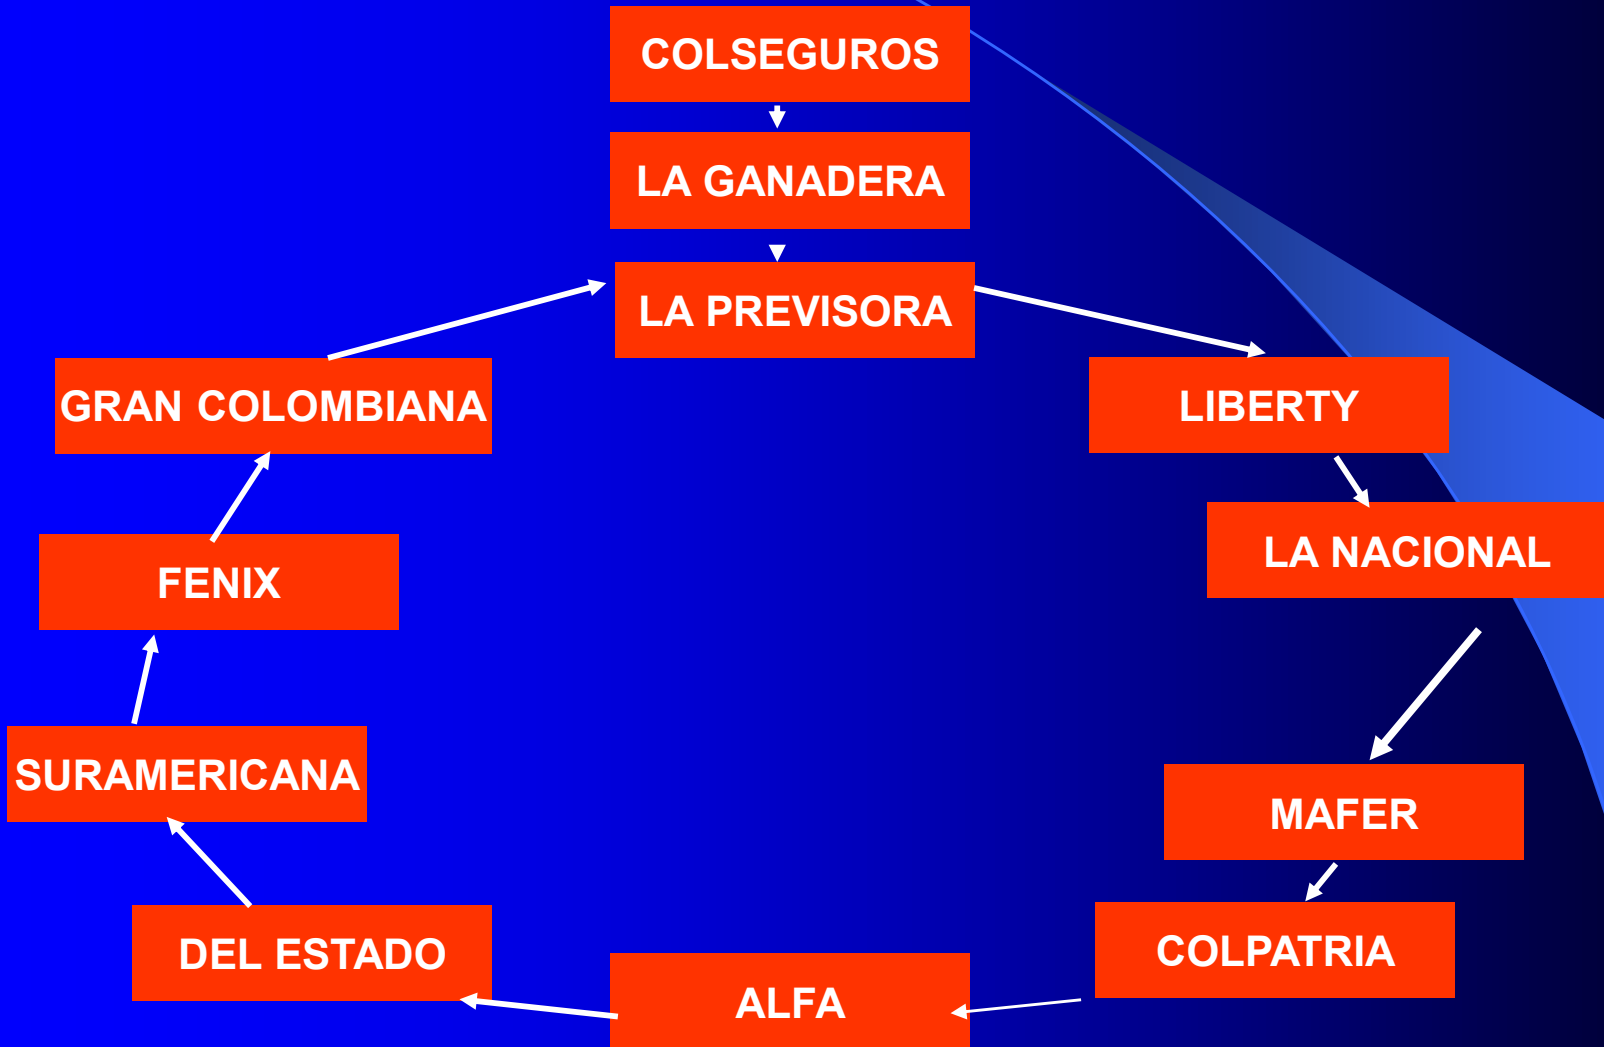 COLSEGUROS
LA GANADERA
LA PREVISORA
GRAN COLOMBIANA
LIBERTY
LA NACIONAL
FENIX
SURAMERICANA
MAFER
DEL ESTADO
COLPATRIA
ALFA